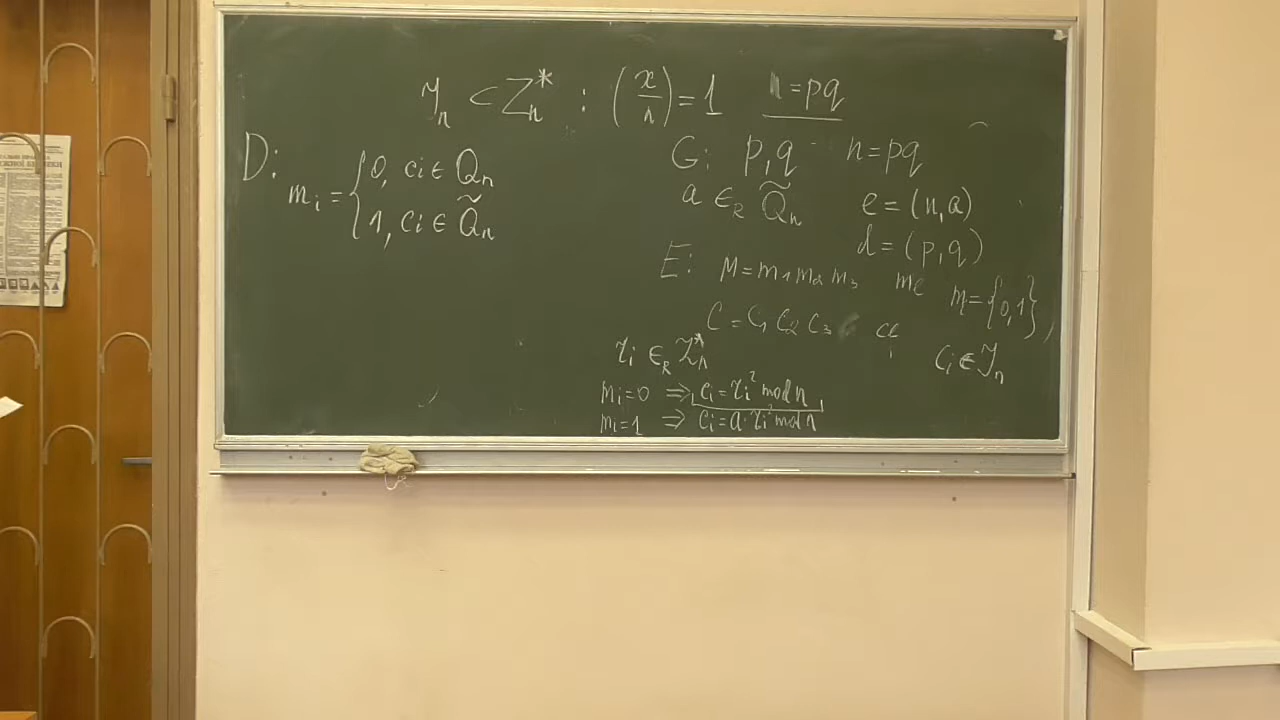 𝒥_n ⊂ Z_n^* : (x/n) = 1   n = pq
D:
m_i = { 0, c_i ∈ Q_n
1, c_i ∈ Q̃_n
G: p, q   n = pq
a ∈_R Q̃_n   e = (n, a)
d = (p, q)
E: M = m_1 m_2 m_3   m_ℓ   m = {0,1}
C = C_1 C_2 C_3   C_ℓ
c_i ∈ 𝒥_n
r_i ∈_R Z_n^*
m_i = 0 ⇒ c_i = r_i^2 mod n
m_i = 1 ⇒ c_i = a · r_i^2 mod n